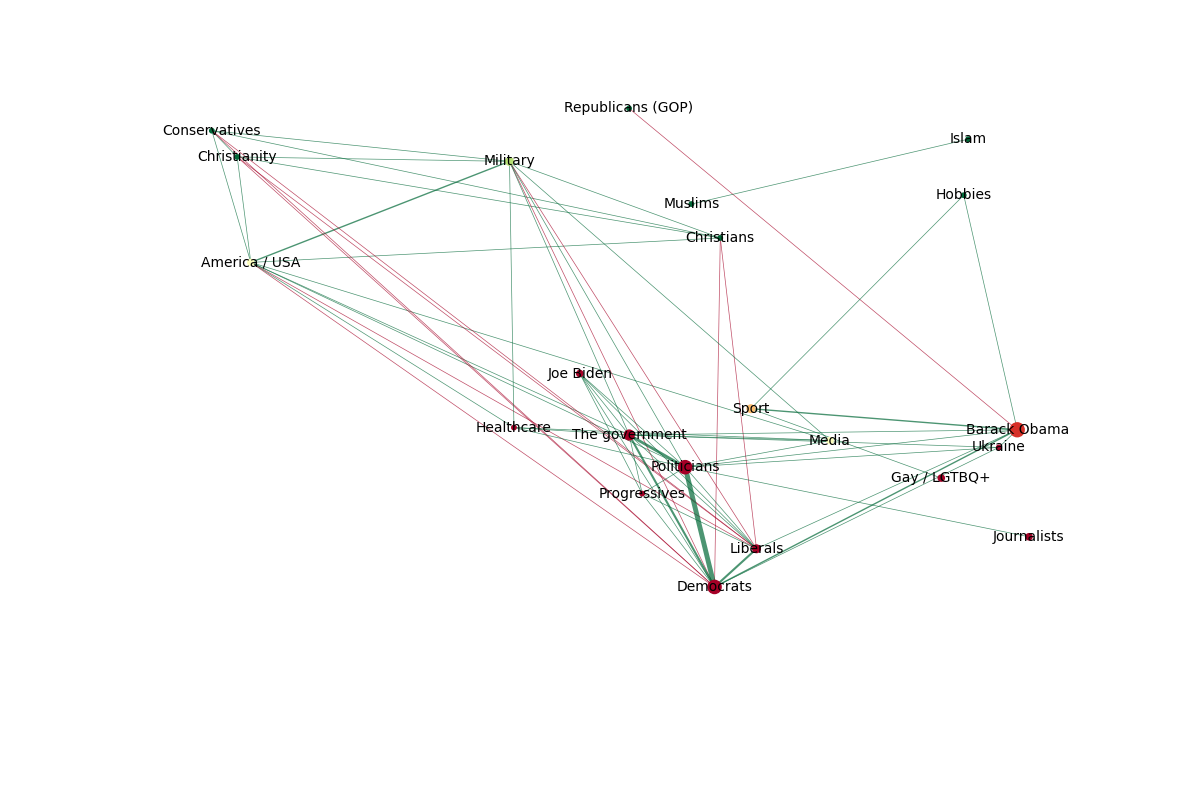 Republicans (GOP)
Conservatives
Islam
Christianity
Military
Hobbies
Muslims
Christians
America / USA
Joe Biden
Sport
Healthcare
The government
Media
Barack Obama
Ukraine
Politicians
Gay / LGTBQ+
Progressives
Journalists
Liberals
Democrats